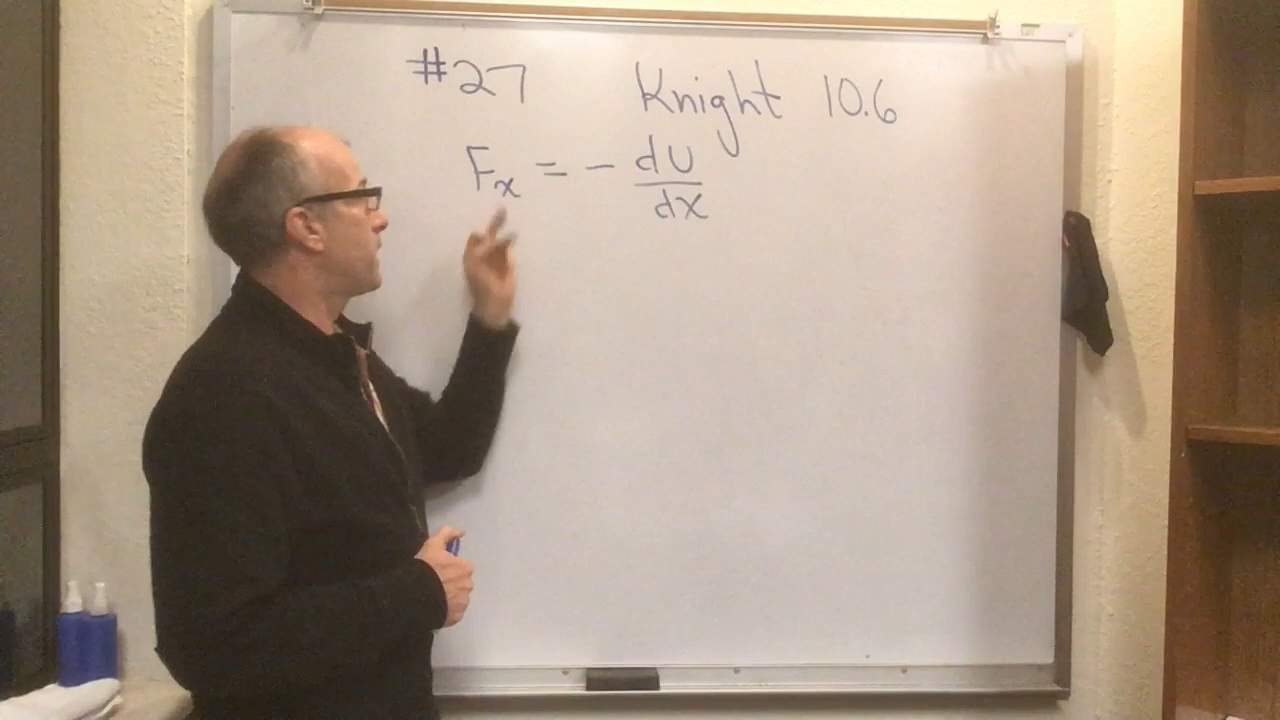 #27 Knight 10.6
Fx = - dU/dx